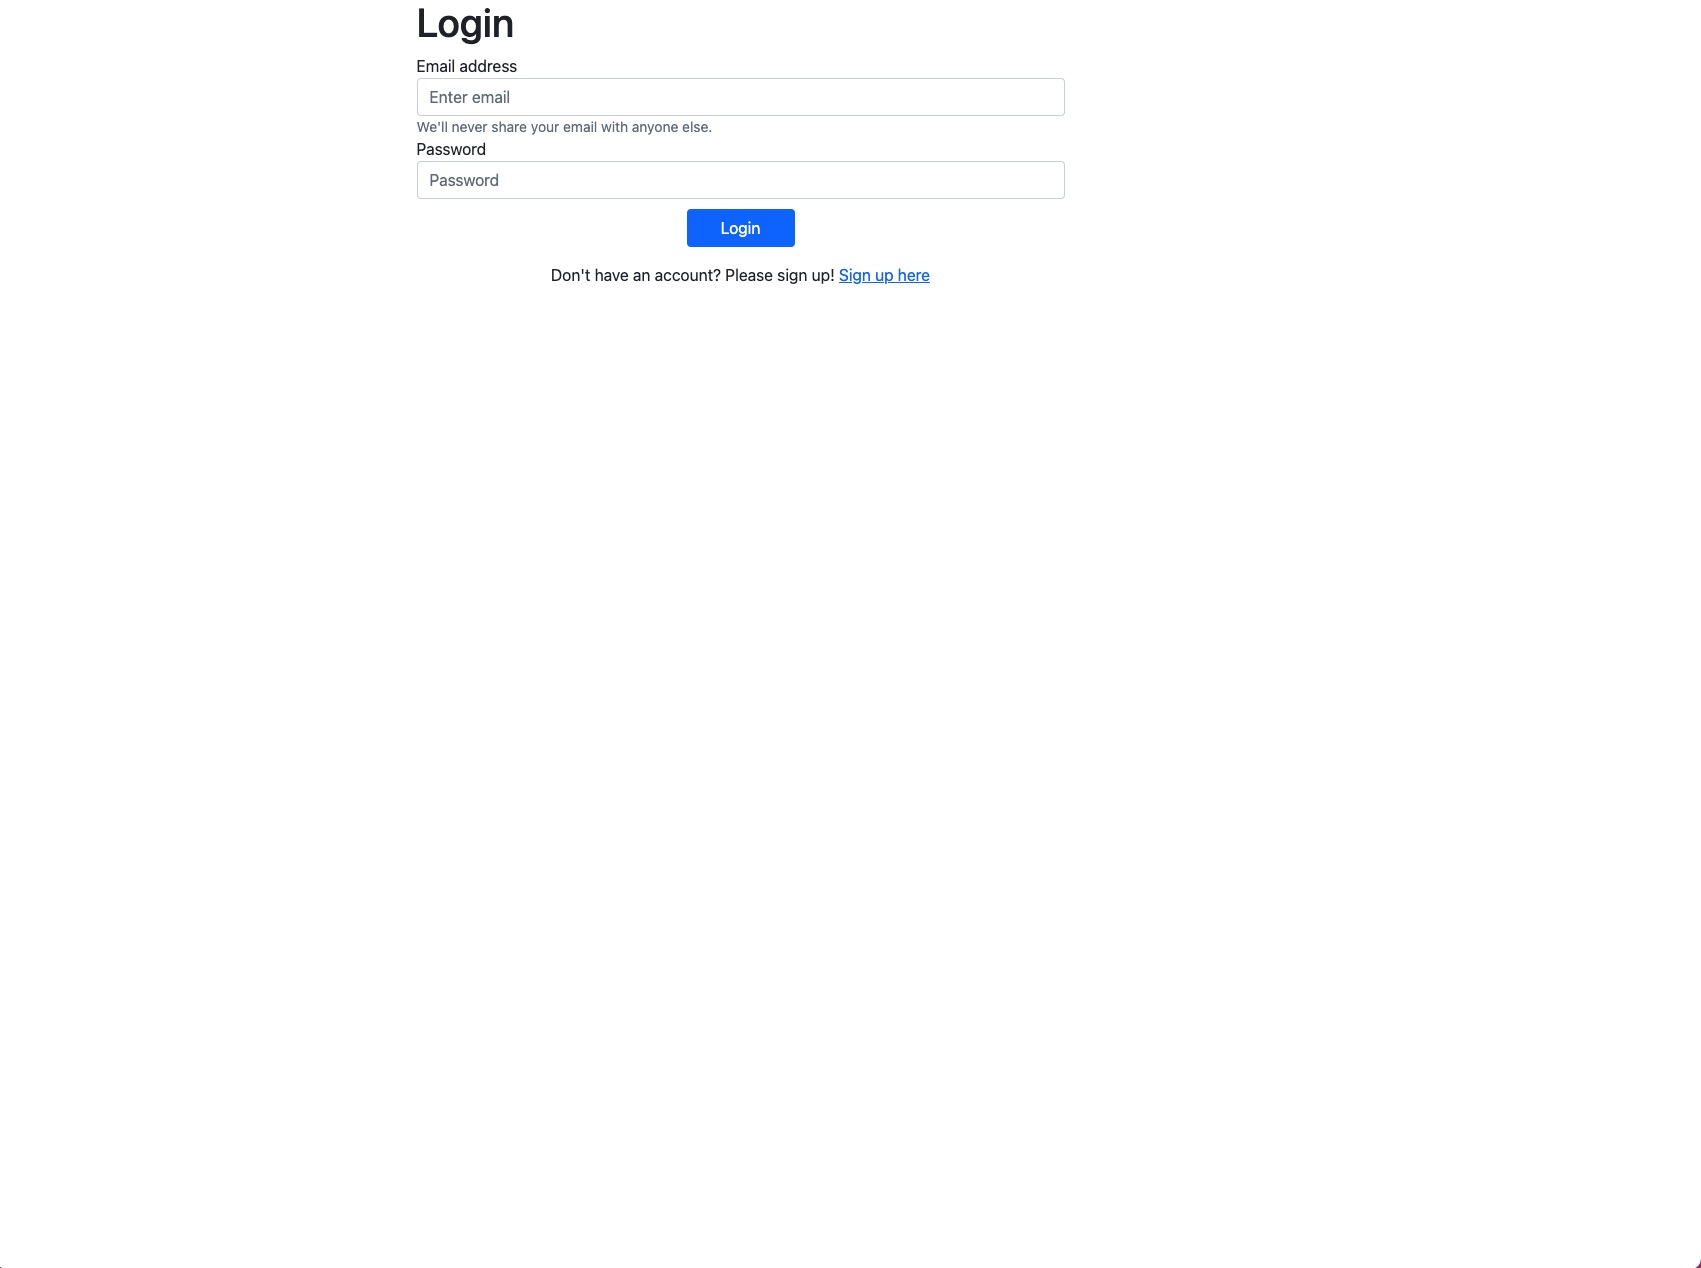 Login
Email address
Enter email
We'll never share your email with anyone else.
Password
Password
Login
Don't have an account? Please sign up! Sign up here